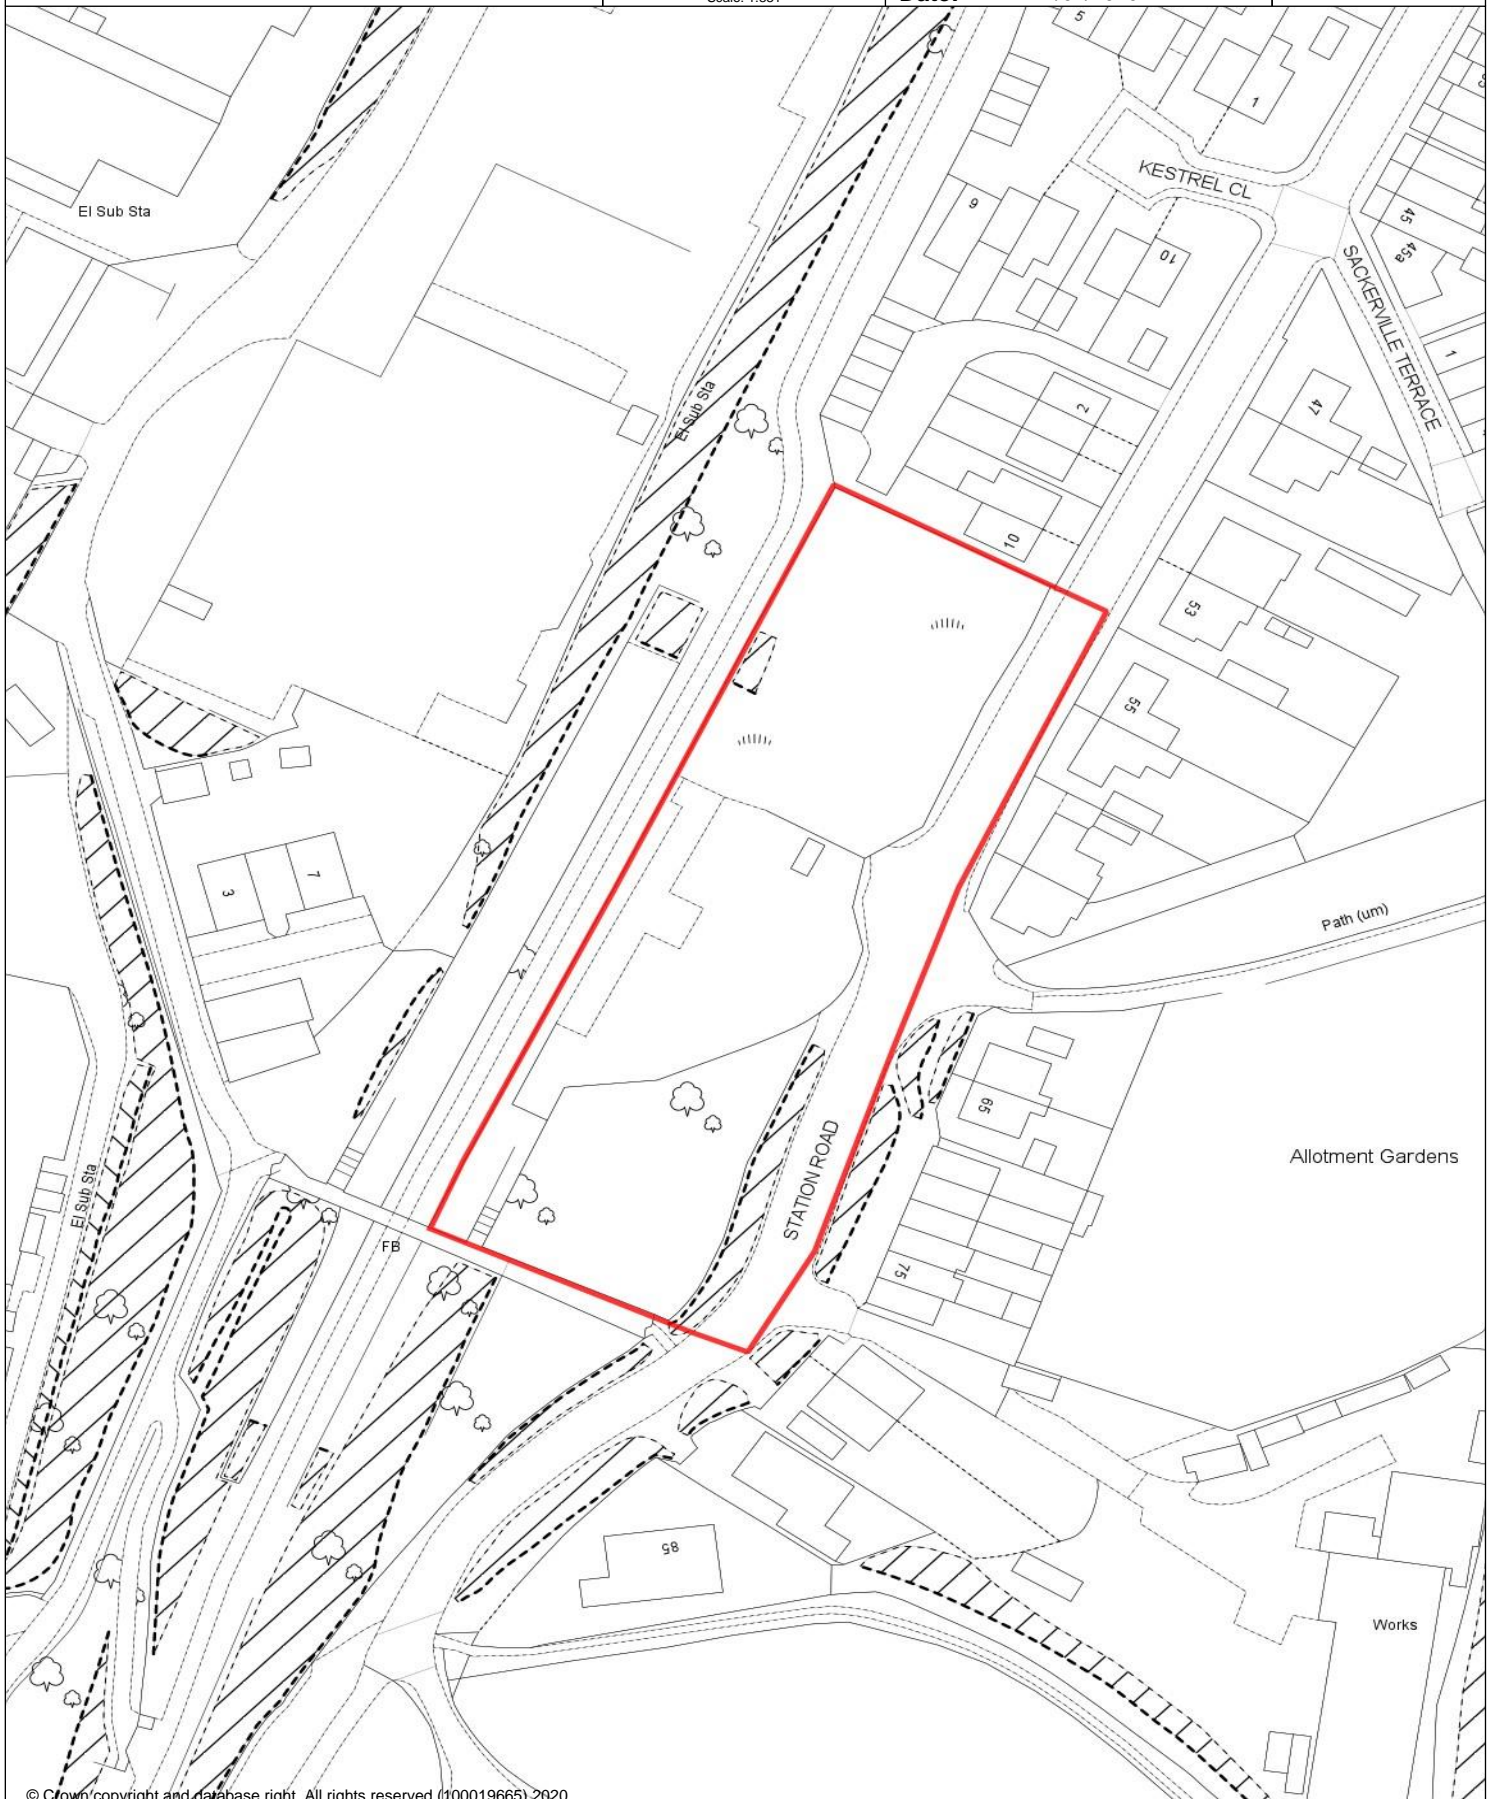 5
1
KESTREL CL
El Sub Sta
9
10
45
45a
SACKERVILLE TERRACE
1
El Sub Sta
2
47
10
53
55
3
7
Path (um)
65
STATION ROAD
Allotment Gardens
El Sub Sta
FB
75
85
Works
© Crown copyright and database right. All rights reserved (100019665) 2020